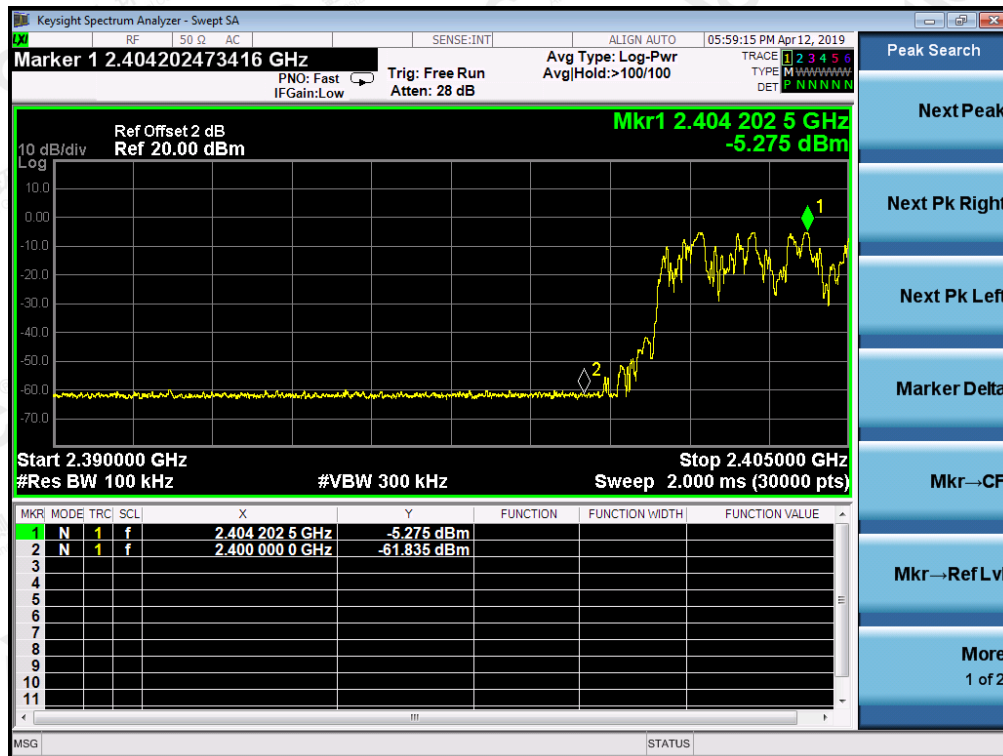 Keysight Spectrum Analyzer - Swept SA
LXI RF 50 Ω AC SENSE:INT ALIGN AUTO 05:59:15 PM Apr 12, 2019
Marker 1 2.404202473416 GHz
PNO: Fast
IFGain:Low
Trig: Free Run
Atten: 28 dB
Avg Type: Log-Pwr
Avg|Hold:>100/100
TRACE 1 2 3 4 5 6
TYPE M W W W W W
DET P N N N N N
Ref Offset 2 dB
10 dB/div Ref 20.00 dBm
Log
Mkr1 2.404 202 5 GHz
-5.275 dBm
10.0
0.00
-10.0
-20.0
-30.0
-40.0
-50.0
-60.0
-70.0
1
2
Start 2.390000 GHz Stop 2.405000 GHz
#Res BW 100 kHz #VBW 300 kHz Sweep 2.000 ms (30000 pts)
MKR MODE TRC SCL X Y FUNCTION FUNCTION WIDTH FUNCTION VALUE
1 N 1 f 2.404 202 5 GHz -5.275 dBm
2 N 1 f 2.400 000 0 GHz -61.835 dBm
3
4
5
6
7
8
9
10
11
MSG STATUS
Peak Search
Next Peak
Next Pk Right
Next Pk Left
Marker Delta
Mkr→CF
Mkr→Ref Lvl
More
1 of 2